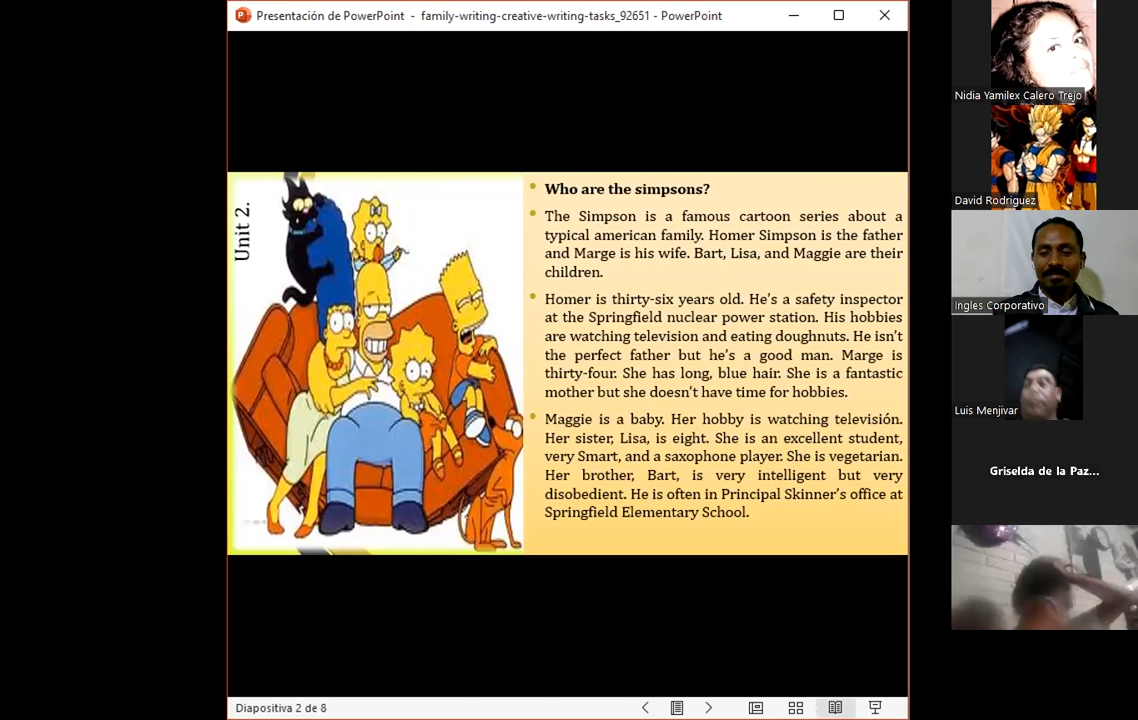 Presentación de PowerPoint - family-writing-creative-writing-tasks_92651 - PowerPoint
Unit 2.
Who are the simpsons?
The Simpson is a famous cartoon series about a
typical american family. Homer Simpson is the father
and Marge is his wife. Bart, Lisa, and Maggie are their
children.
Homer is thirty-six years old. He's a safety inspector
at the Springfield nuclear power station. His hobbies
are watching television and eating doughnuts. He isn't
the perfect father but he's a good man. Marge is
thirty-four. She has long, blue hair. She is a fantastic
mother but she doesn't have time for hobbies.
Maggie is a baby. Her hobby is watching televisión.
Her sister, Lisa, is eight. She is an excellent student,
very Smart, and a saxophone player. She is vegetarian.
Her brother, Bart, is very intelligent but very
disobedient. He is often in Principal Skinner's office at
Springfield Elementary School.
Diapositiva 2 de 8
Nidia Yamilex Calero Trejo
David Rodriguez
Ingles Corporativo
Luis Menjivar
Griselda de la Paz...